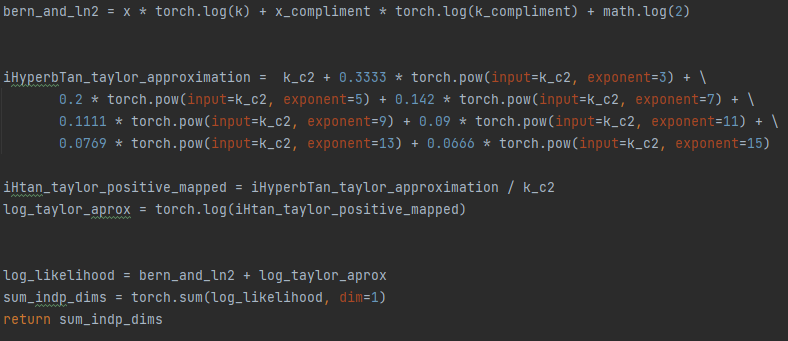 bern_and_ln2 = x * torch.log(k) + x_compliment * torch.log(k_compliment) + math.log(2)
iHyperbTan_taylor_approximation =  k_c2 + 0.3333 * torch.pow(input=k_c2, exponent=3) + \
0.2 * torch.pow(input=k_c2, exponent=5) + 0.142 * torch.pow(input=k_c2, exponent=7) + \
0.1111 * torch.pow(input=k_c2, exponent=9) + 0.09 * torch.pow(input=k_c2, exponent=11) + \
0.0769 * torch.pow(input=k_c2, exponent=13) + 0.0666 * torch.pow(input=k_c2, exponent=15)
iHtan_taylor_positive_mapped = iHyperbTan_taylor_approximation / k_c2
log_taylor_aprox = torch.log(iHtan_taylor_positive_mapped)
log_likelihood = bern_and_ln2 + log_taylor_aprox
sum_indp_dims = torch.sum(log_likelihood, dim=1)
return sum_indp_dims